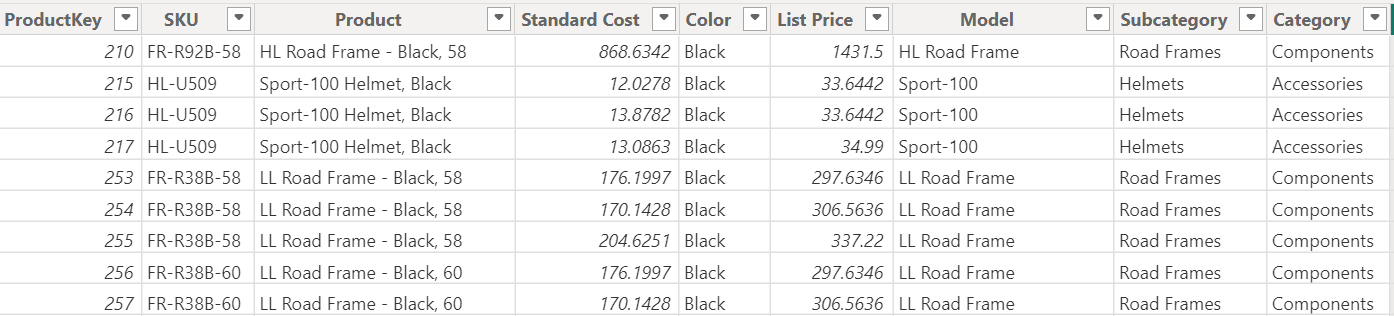 ProductKey SKU Product Standard Cost Color List Price Model Subcategory Category
210 FR-R92B-58 HL Road Frame - Black, 58 868.6342 Black 1431.5 HL Road Frame Road Frames Components
215 HL-U509 Sport-100 Helmet, Black 12.0278 Black 33.6442 Sport-100 Helmets Accessories
216 HL-U509 Sport-100 Helmet, Black 13.8782 Black 33.6442 Sport-100 Helmets Accessories
217 HL-U509 Sport-100 Helmet, Black 13.0863 Black 34.99 Sport-100 Helmets Accessories
253 FR-R38B-58 LL Road Frame - Black, 58 176.1997 Black 297.6346 LL Road Frame Road Frames Components
254 FR-R38B-58 LL Road Frame - Black, 58 170.1428 Black 306.5636 LL Road Frame Road Frames Components
255 FR-R38B-58 LL Road Frame - Black, 58 204.6251 Black 337.22 LL Road Frame Road Frames Components
256 FR-R38B-60 LL Road Frame - Black, 60 176.1997 Black 297.6346 LL Road Frame Road Frames Components
257 FR-R38B-60 LL Road Frame - Black, 60 170.1428 Black 306.5636 LL Road Frame Road Frames Components